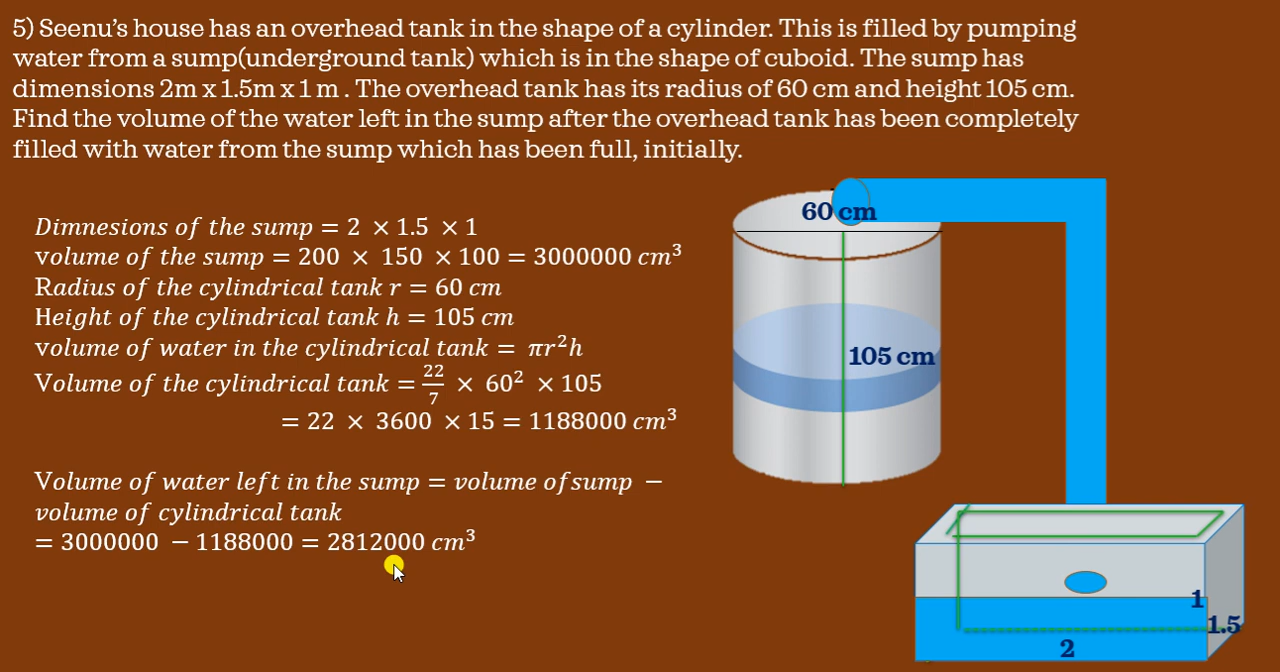 5) Seenu's house has an overhead tank in the shape of a cylinder. This is filled by pumping
water from a sump(underground tank) which is in the shape of cuboid. The sump has
dimensions 2m x 1.5m x 1 m . The overhead tank has its radius of 60 cm and height 105 cm.
Find the volume of the water left in the sump after the overhead tank has been completely
filled with water from the sump which has been full, initially.
Dimnesions of the sump = 2 × 1.5 × 1
volume of the sump = 200 × 150 × 100 = 3000000 cm³
Radius of the cylindrical tank r = 60 cm
Height of the cylindrical tank h = 105 cm
volume of water in the cylindrical tank = πr²h
Volume of the cylindrical tank = 22/7 × 60² × 105
= 22 × 3600 × 15 = 1188000 cm³
Volume of water left in the sump = volume of sump −
volume of cylindrical tank
= 3000000 − 1188000 = 2812000 cm³
60 cm
105 cm
1
1.5
2